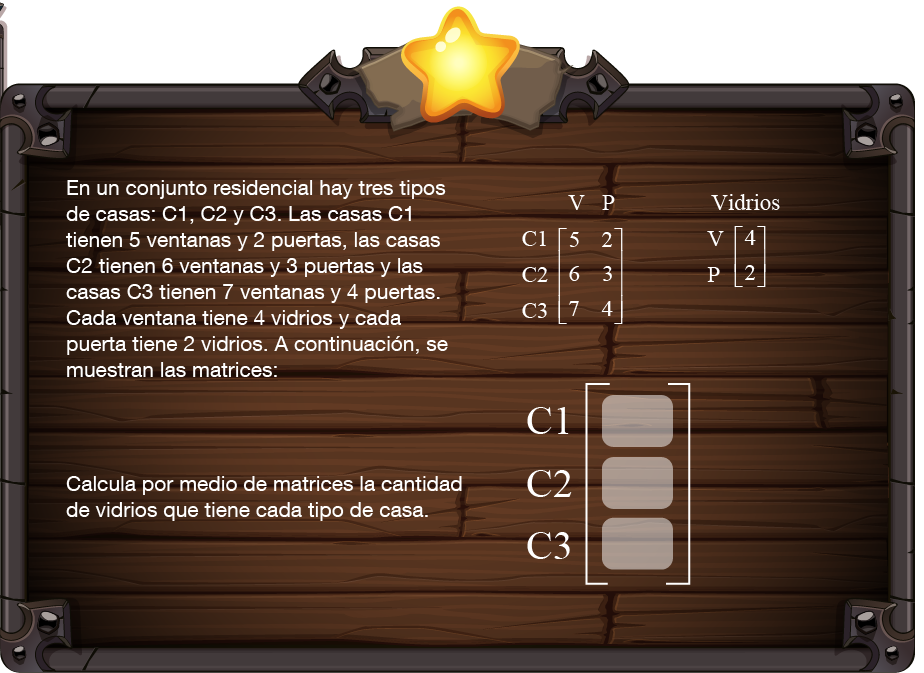 En un conjunto residencial hay tres tipos
de casas: C1, C2 y C3. Las casas C1
tienen 5 ventanas y 2 puertas, las casas
C2 tienen 6 ventanas y 3 puertas y las
casas C3 tienen 7 ventanas y 4 puertas.
Cada ventana tiene 4 vidrios y cada
puerta tiene 2 vidrios. A continuación, se
muestran las matrices:
V P
C1 5 2
C2 6 3
C3 7 4
Vidrios
V 4
P 2
Calcula por medio de matrices la cantidad
de vidrios que tiene cada tipo de casa.
C1
C2
C3